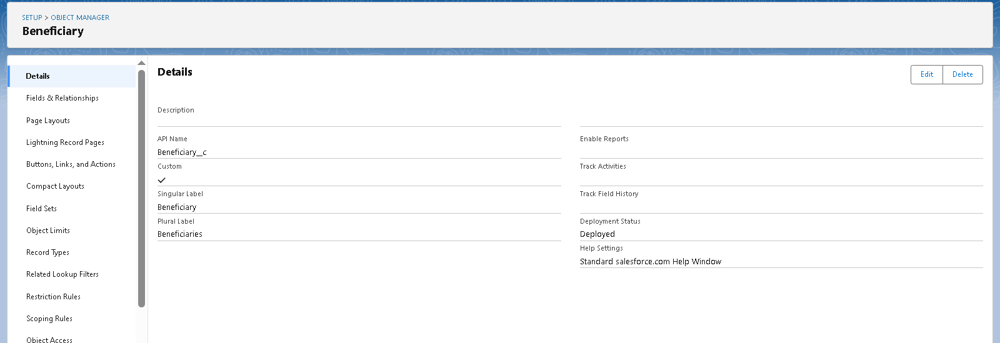 SETUP > OBJECT MANAGER
Beneficiary
Details
Fields & Relationships
Page Layouts
Lightning Record Pages
Buttons, Links, and Actions
Compact Layouts
Field Sets
Object Limits
Record Types
Related Lookup Filters
Restriction Rules
Scoping Rules
Object Access
Details
Edit
Delete
Description
API Name
Beneficiary__c
Custom
Singular Label
Beneficiary
Plural Label
Beneficiaries
Enable Reports
Track Activities
Track Field History
Deployment Status
Deployed
Help Settings
Standard salesforce.com Help Window